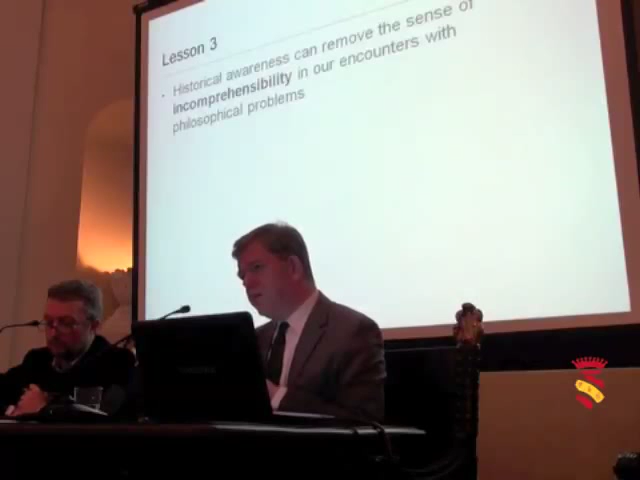 Lesson 3
• Historical awareness can remove the sense of
incomprehensibility in our encounters with
philosophical problems